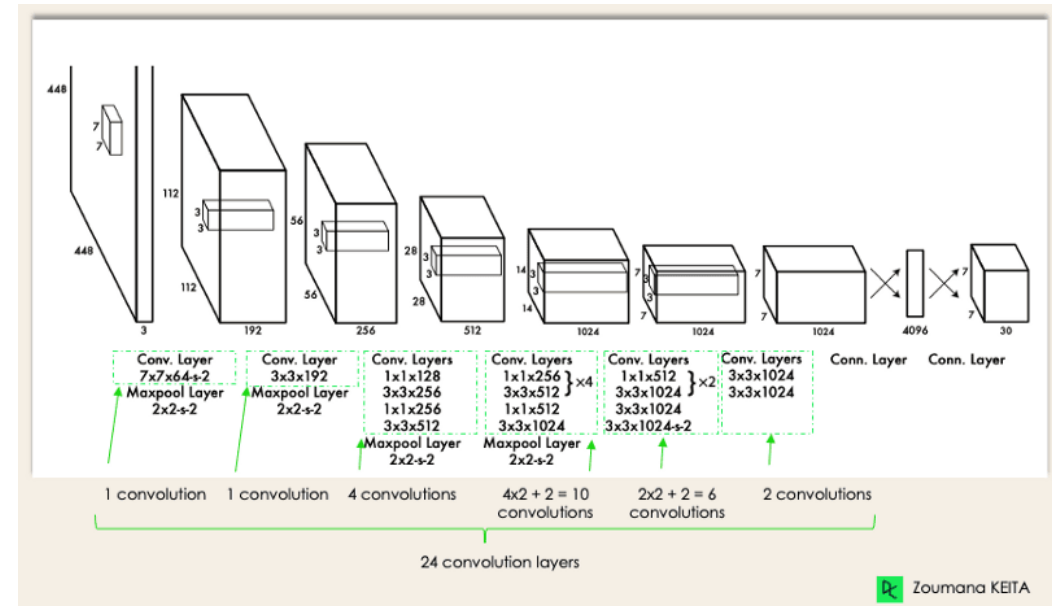 448
7
7
448
3
112
3
3
112
192
56
3
3
56
256
28
3
3
28
512
14
3
3
14
1024
7
3
3
7
1024
7
7
1024
4096
7
7
30
Conv. Layer
7x7x64-s-2
Maxpool Layer
2x2-s-2
Conv. Layer
3x3x192
Maxpool Layer
2x2-s-2
Conv. Layers
1x1x128
3x3x256
1x1x256
3x3x512
Maxpool Layer
2x2-s-2
Conv. Layers
1x1x256
3x3x512 } ×4
1x1x512
3x3x1024
Maxpool Layer
2x2-s-2
Conv. Layers
1x1x512
3x3x1024 } ×2
3x3x1024
3x3x1024-s-2
Conv. Layers
3x3x1024
3x3x1024
Conn. Layer
Conn. Layer
1 convolution
1 convolution
4 convolutions
4x2 + 2 = 10
convolutions
2x2 + 2 = 6
convolutions
2 convolutions
24 convolution layers
Zoumana KEITA